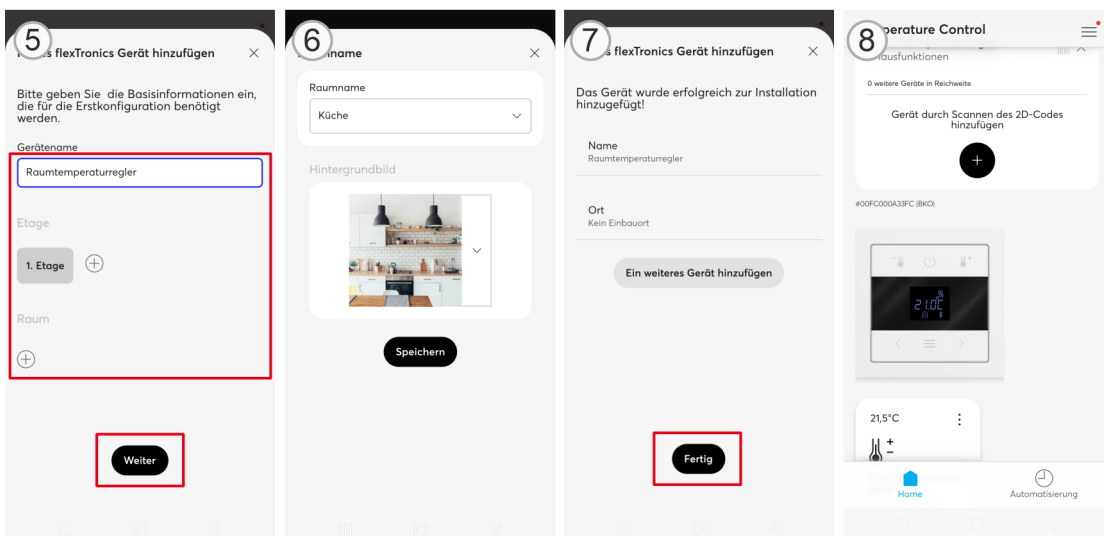 5
flexTronics Gerät hinzufügen
Bitte geben Sie die Basisinformationen ein,
die für die Erstkonfiguration benötigt
werden.
Gerätename
Raumtemperaturregler
Etage
1. Etage
Raum
Weiter
6
Raumname
Küche
Hintergrundbild
Speichern
7
flexTronics Gerät hinzufügen
Das Gerät wurde erfolgreich zur Installation
hinzugefügt!
Name
Raumtemperaturregler
Ort
Kein Einbauort
Ein weiteres Gerät hinzufügen
Fertig
8
perature Control
Hausfunktionen
0 weitere Geräte in Reichweite
Gerät durch Scannen des 2D-Codes
hinzufügen
#00FC000A33FC (BKO)
21.0C
21,5°C
Home
Automatisierung